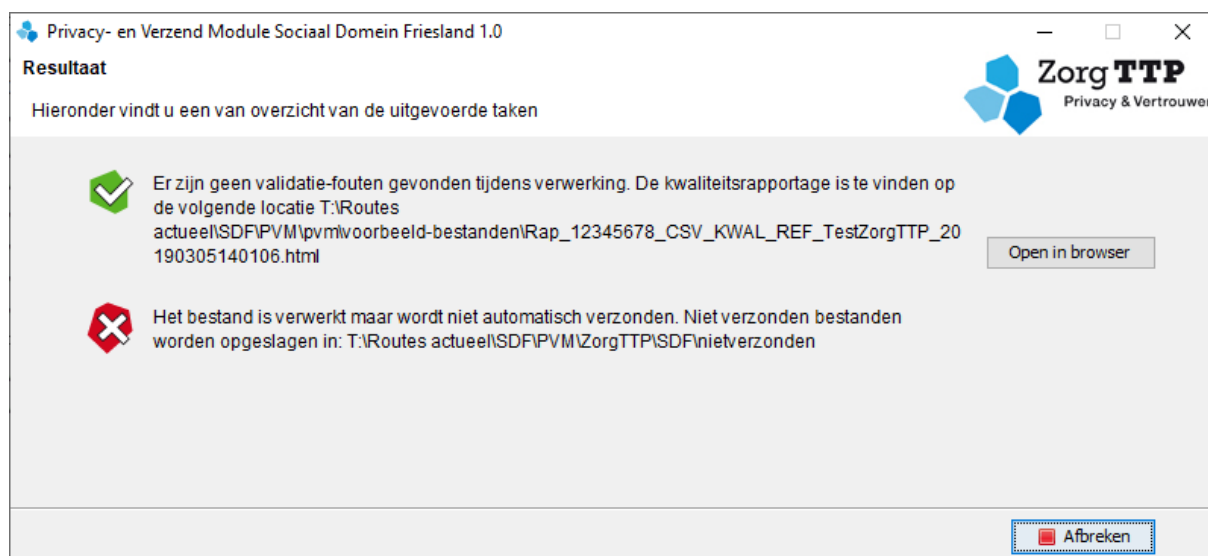 Privacy- en Verzend Module Sociaal Domein Friesland 1.0
Resultaat
Hieronder vindt u een van overzicht van de uitgevoerde taken
Zorg TTP
Privacy & Vertrouwen
Er zijn geen validatie-fouten gevonden tijdens verwerking. De kwaliteitsrapportage is te vinden op
de volgende locatie T:\Routes
actueel\SDF\PVM\pvm\voorbeeld-bestanden\Rap_12345678_CSV_KWAL_REF_TestZorgTTP_20
190305140106.html
Open in browser
Het bestand is verwerkt maar wordt niet automatisch verzonden. Niet verzonden bestanden
worden opgeslagen in: T:\Routes actueel\SDF\PVM\ZorgTTP\SDF\nietverzonden
Afbreken